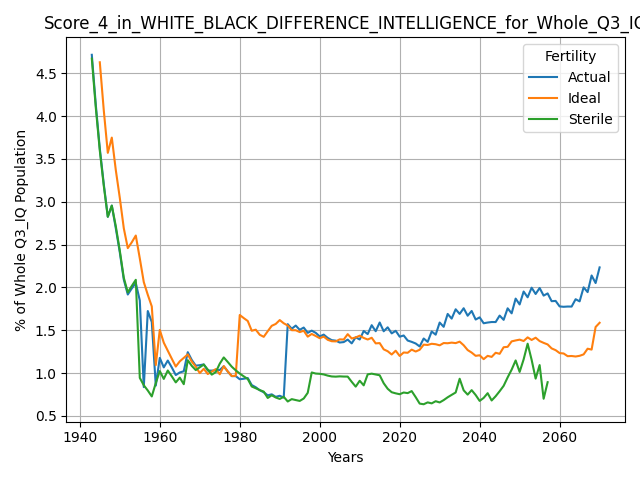 Score_4_in_WHITE_BLACK_DIFFERENCE_INTELLIGENCE_for_Whole_Q3_IQ
Fertility
Actual
Ideal
Sterile
% of Whole Q3_IQ Population
4.5
4.0
3.5
3.0
2.5
2.0
1.5
1.0
0.5
1940 1960 1980 2000 2020 2040 2060
Years